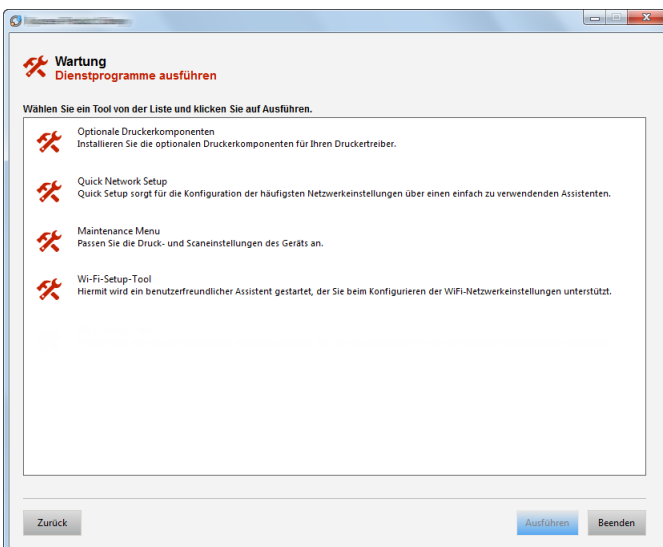 Wartung
Dienstprogramme ausführen
Wählen Sie ein Tool von der Liste und klicken Sie auf Ausführen.
Optionale Druckerkomponenten
Installieren Sie die optionalen Druckerkomponenten für Ihren Druckertreiber.
Quick Network Setup
Quick Setup sorgt für die Konfiguration der häufigsten Netzwerkeinstellungen über einen einfach zu verwendenden Assistenten.
Maintenance Menu
Passen Sie die Druck- und Scaneinstellungen des Geräts an.
Wi-Fi-Setup-Tool
Hiermit wird ein benutzerfreundlicher Assistent gestartet, der Sie beim Konfigurieren der WiFi-Netzwerkeinstellungen unterstützt.
Zurück
Ausführen
Beenden